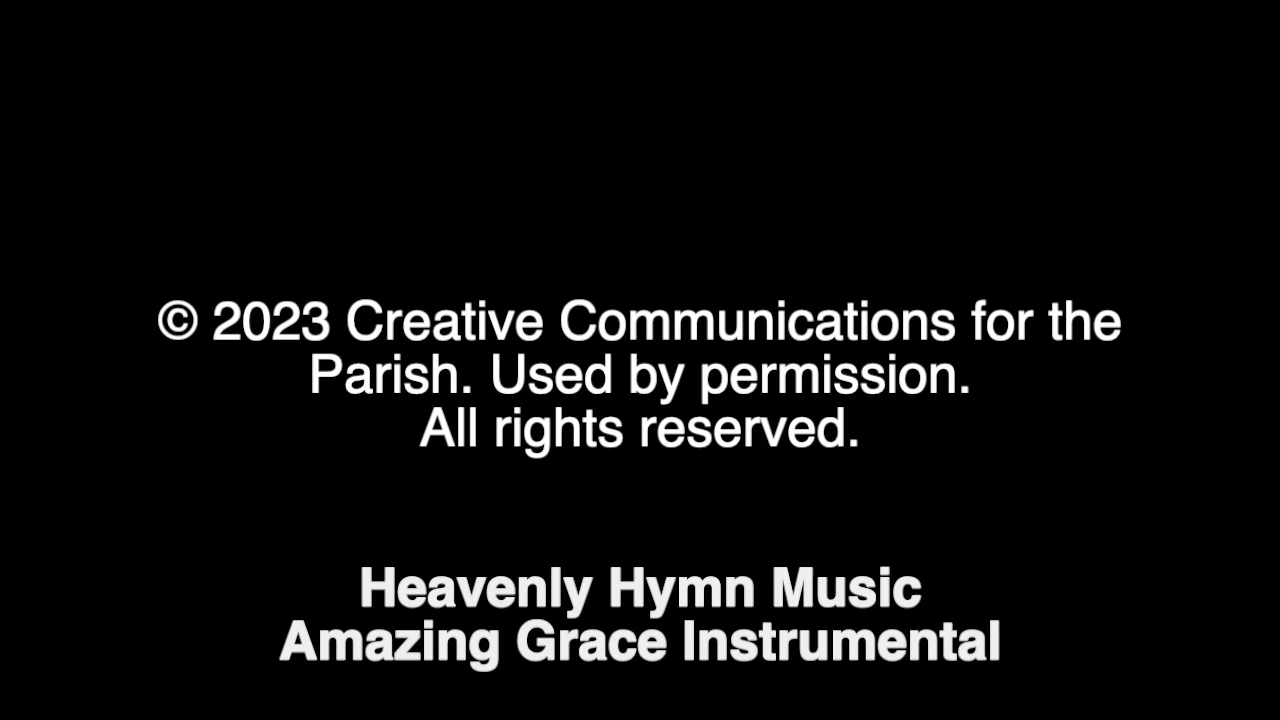 © 2023 Creative Communications for the
Parish. Used by permission.
All rights reserved.
Heavenly Hymn Music
Amazing Grace Instrumental